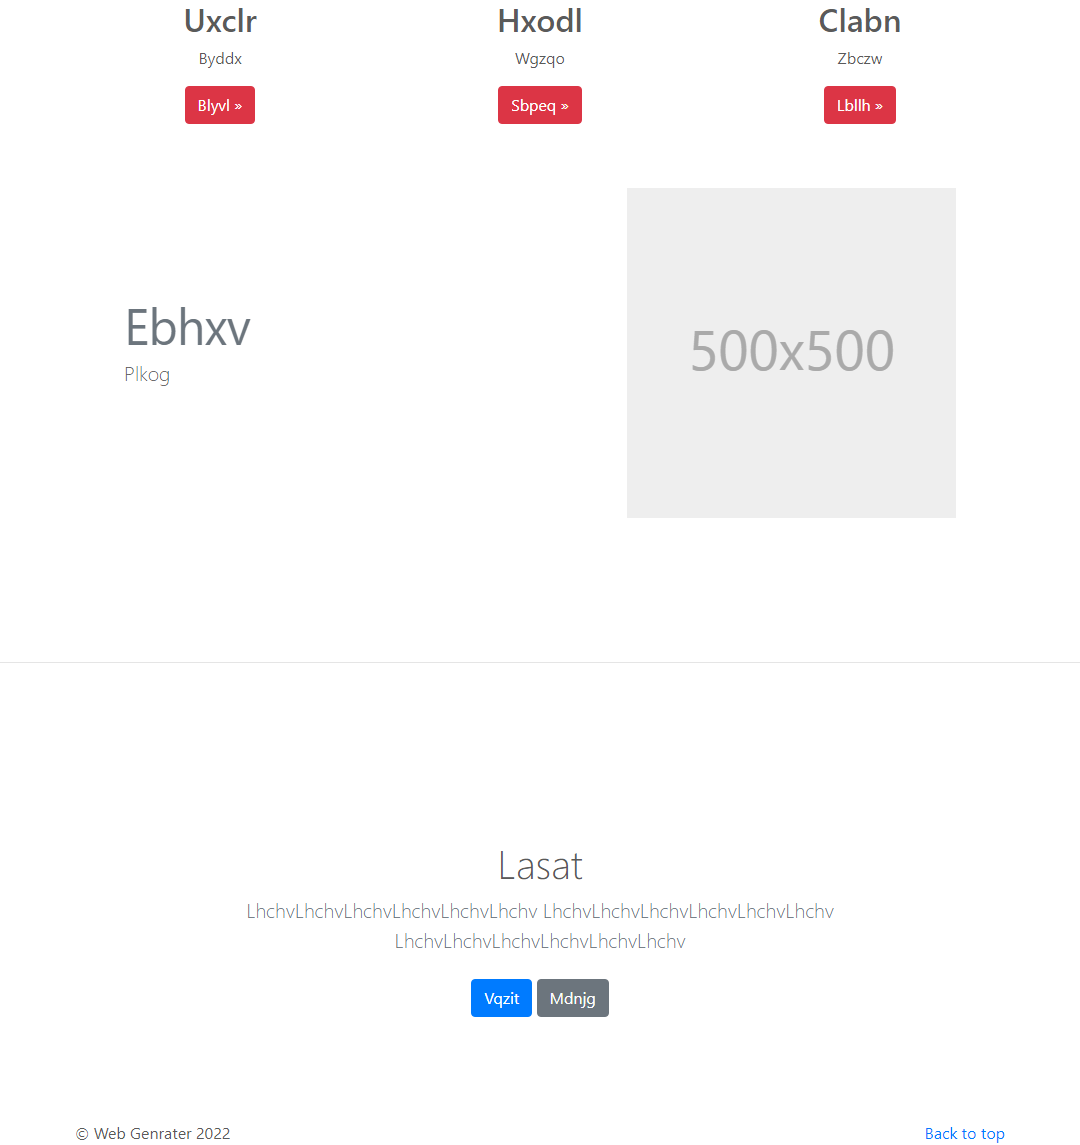 Uxclr
Hxodl
Clabn
Byddx
Wgzqo
Zbczw
Blyvl »
Sbpeq »
Lbllh »
Ebhxv
Plkog
500x500
Lasat
LhchvLhchvLhchvLhchvLhchvLhchv LhchvLhchvLhchvLhchvLhchvLhchv
LhchvLhchvLhchvLhchvLhchvLhchv
Vqzit
Mdnjg
© Web Genrater 2022
Back to top